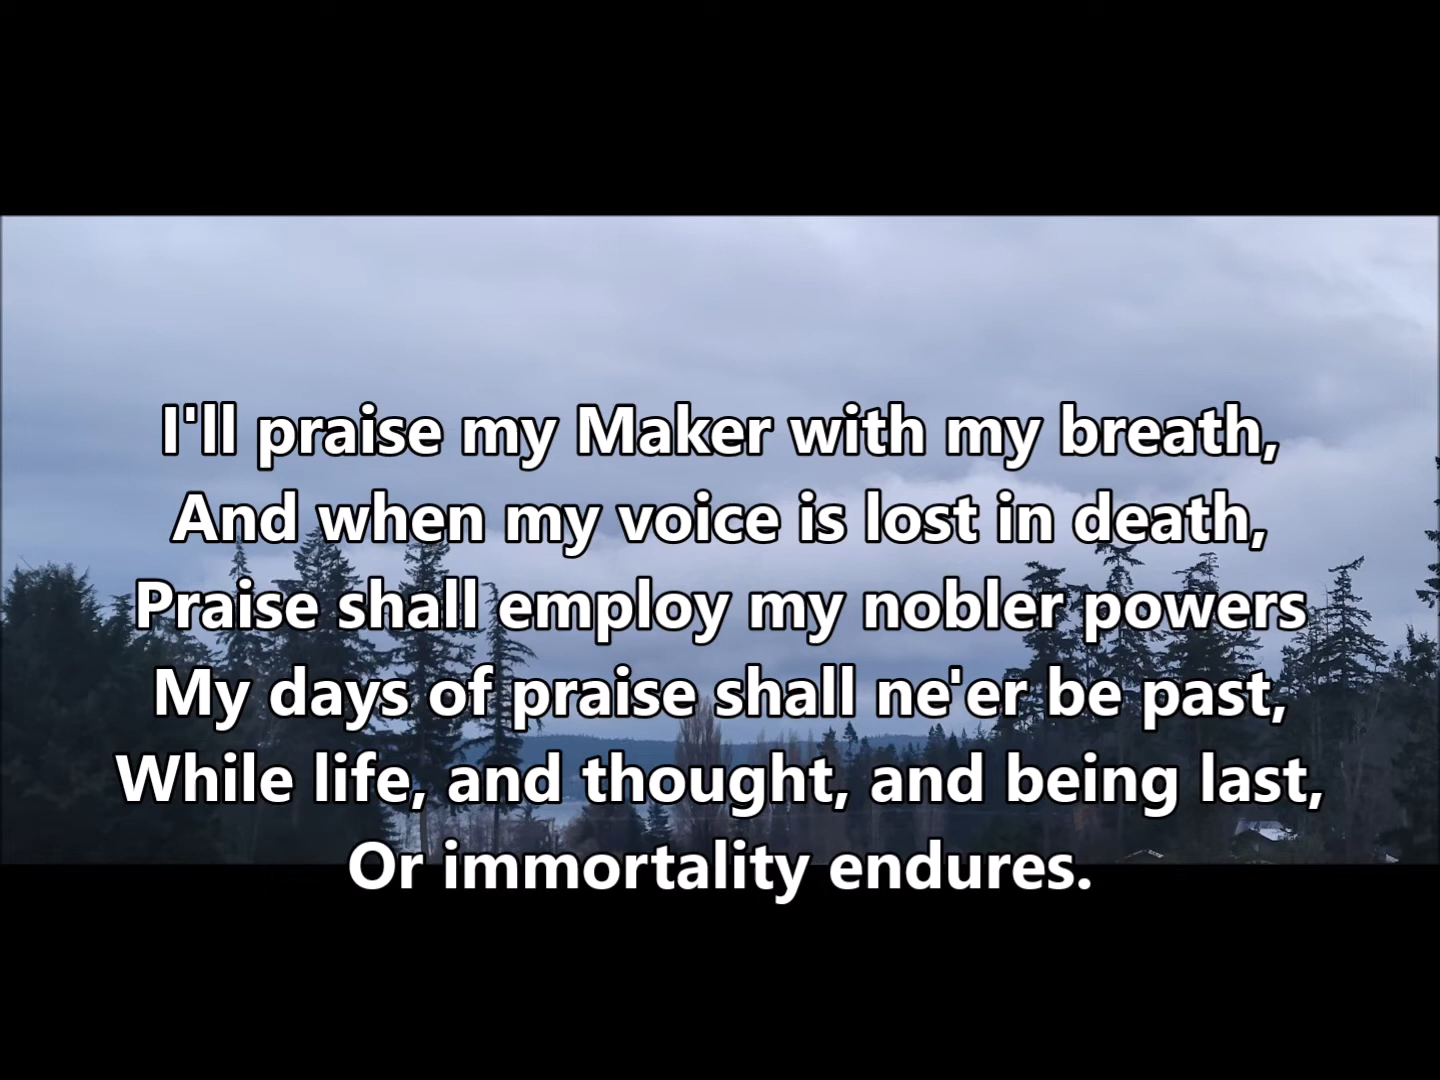 I'll praise my Maker with my breath,
And when my voice is lost in death,
Praise shall employ my nobler powers
My days of praise shall ne'er be past,
While life, and thought, and being last,
Or immortality endures.